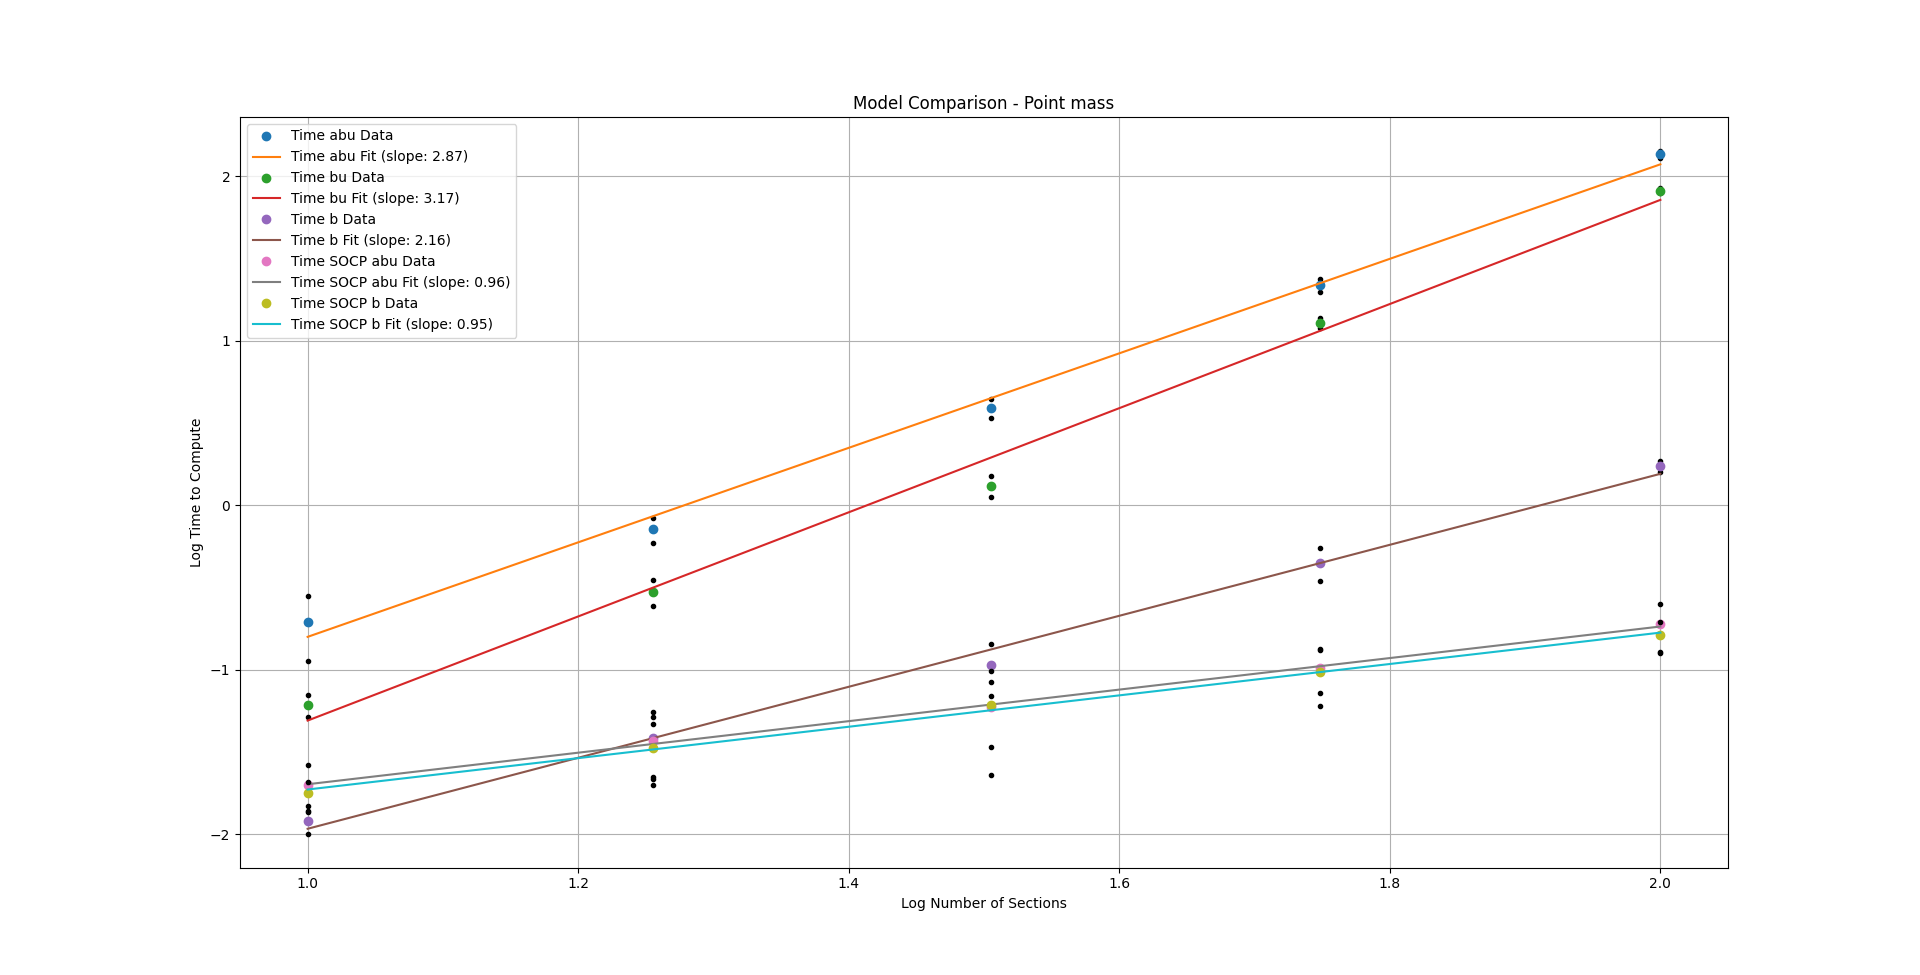 Model Comparison - Point mass
Time abu Data
Time abu Fit (slope: 2.87)
Time bu Data
Time bu Fit (slope: 3.17)
Time b Data
Time b Fit (slope: 2.16)
Time SOCP abu Data
Time SOCP abu Fit (slope: 0.96)
Time SOCP b Data
Time SOCP b Fit (slope: 0.95)
Log Time to Compute
2
1
0
−1
−2
1.0 1.2 1.4 1.6 1.8 2.0
Log Number of Sections